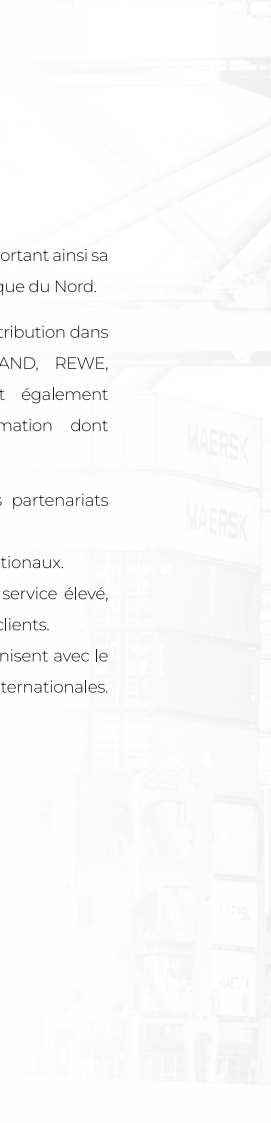 ortant ainsi sa
que du Nord.
tribution dans
AND, REWE,
t également
mation dont
s partenariats
tionaux.
service élevé,
clients.
nisent avec le
ternationales.
MAERSK
MAERSK